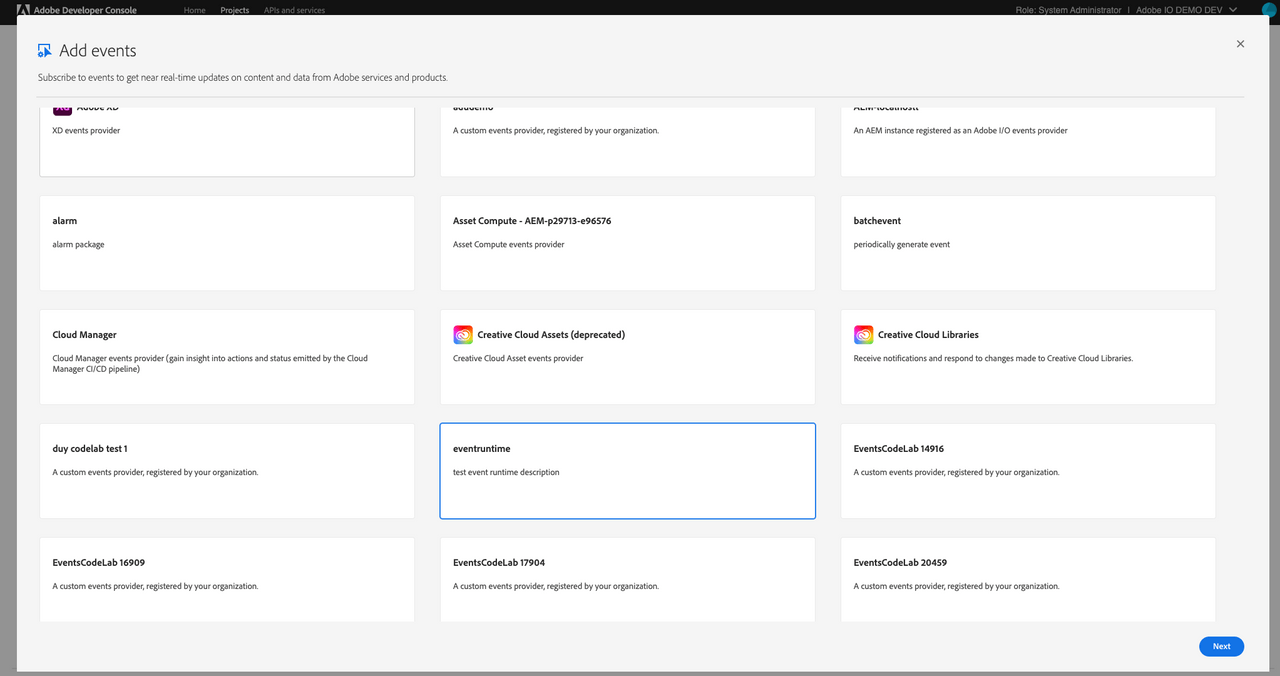 Adobe Developer Console
Home
Projects
APIs and services
Role: System Administrator | Adobe IO DEMO DEV
Add events
Subscribe to events to get near real-time updates on content and data from Adobe services and products.
Adobe XD
XD events provider
adddemo
A custom events provider, registered by your organization.
An AEM instance registered as an Adobe I/O events provider
alarm
alarm package
Asset Compute - AEM-p29713-e96576
Asset Compute events provider
batchevent
periodically generate event
Cloud Manager
Cloud Manager events provider (gain insight into actions and status emitted by the Cloud
Manager CI/CD pipeline)
Creative Cloud Assets (deprecated)
Creative Cloud Asset events provider
Creative Cloud Libraries
Receive notifications and respond to changes made to Creative Cloud Libraries.
duy codelab test 1
A custom events provider, registered by your organization.
eventruntime
test event runtime description
EventsCodeLab 14916
A custom events provider, registered by your organization.
EventsCodeLab 16909
A custom events provider, registered by your organization.
EventsCodeLab 17904
A custom events provider, registered by your organization.
EventsCodeLab 20459
A custom events provider, registered by your organization.
Next